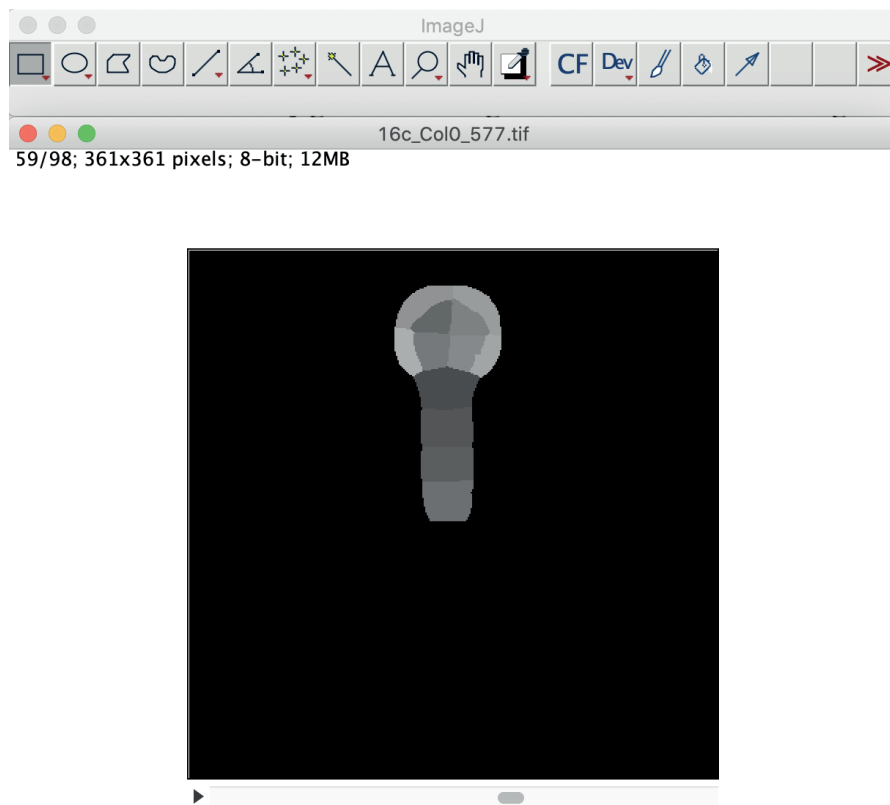 ImageJ
A CF Dev
16c_Col0_577.tif
59/98; 361x361 pixels; 8-bit; 12MB